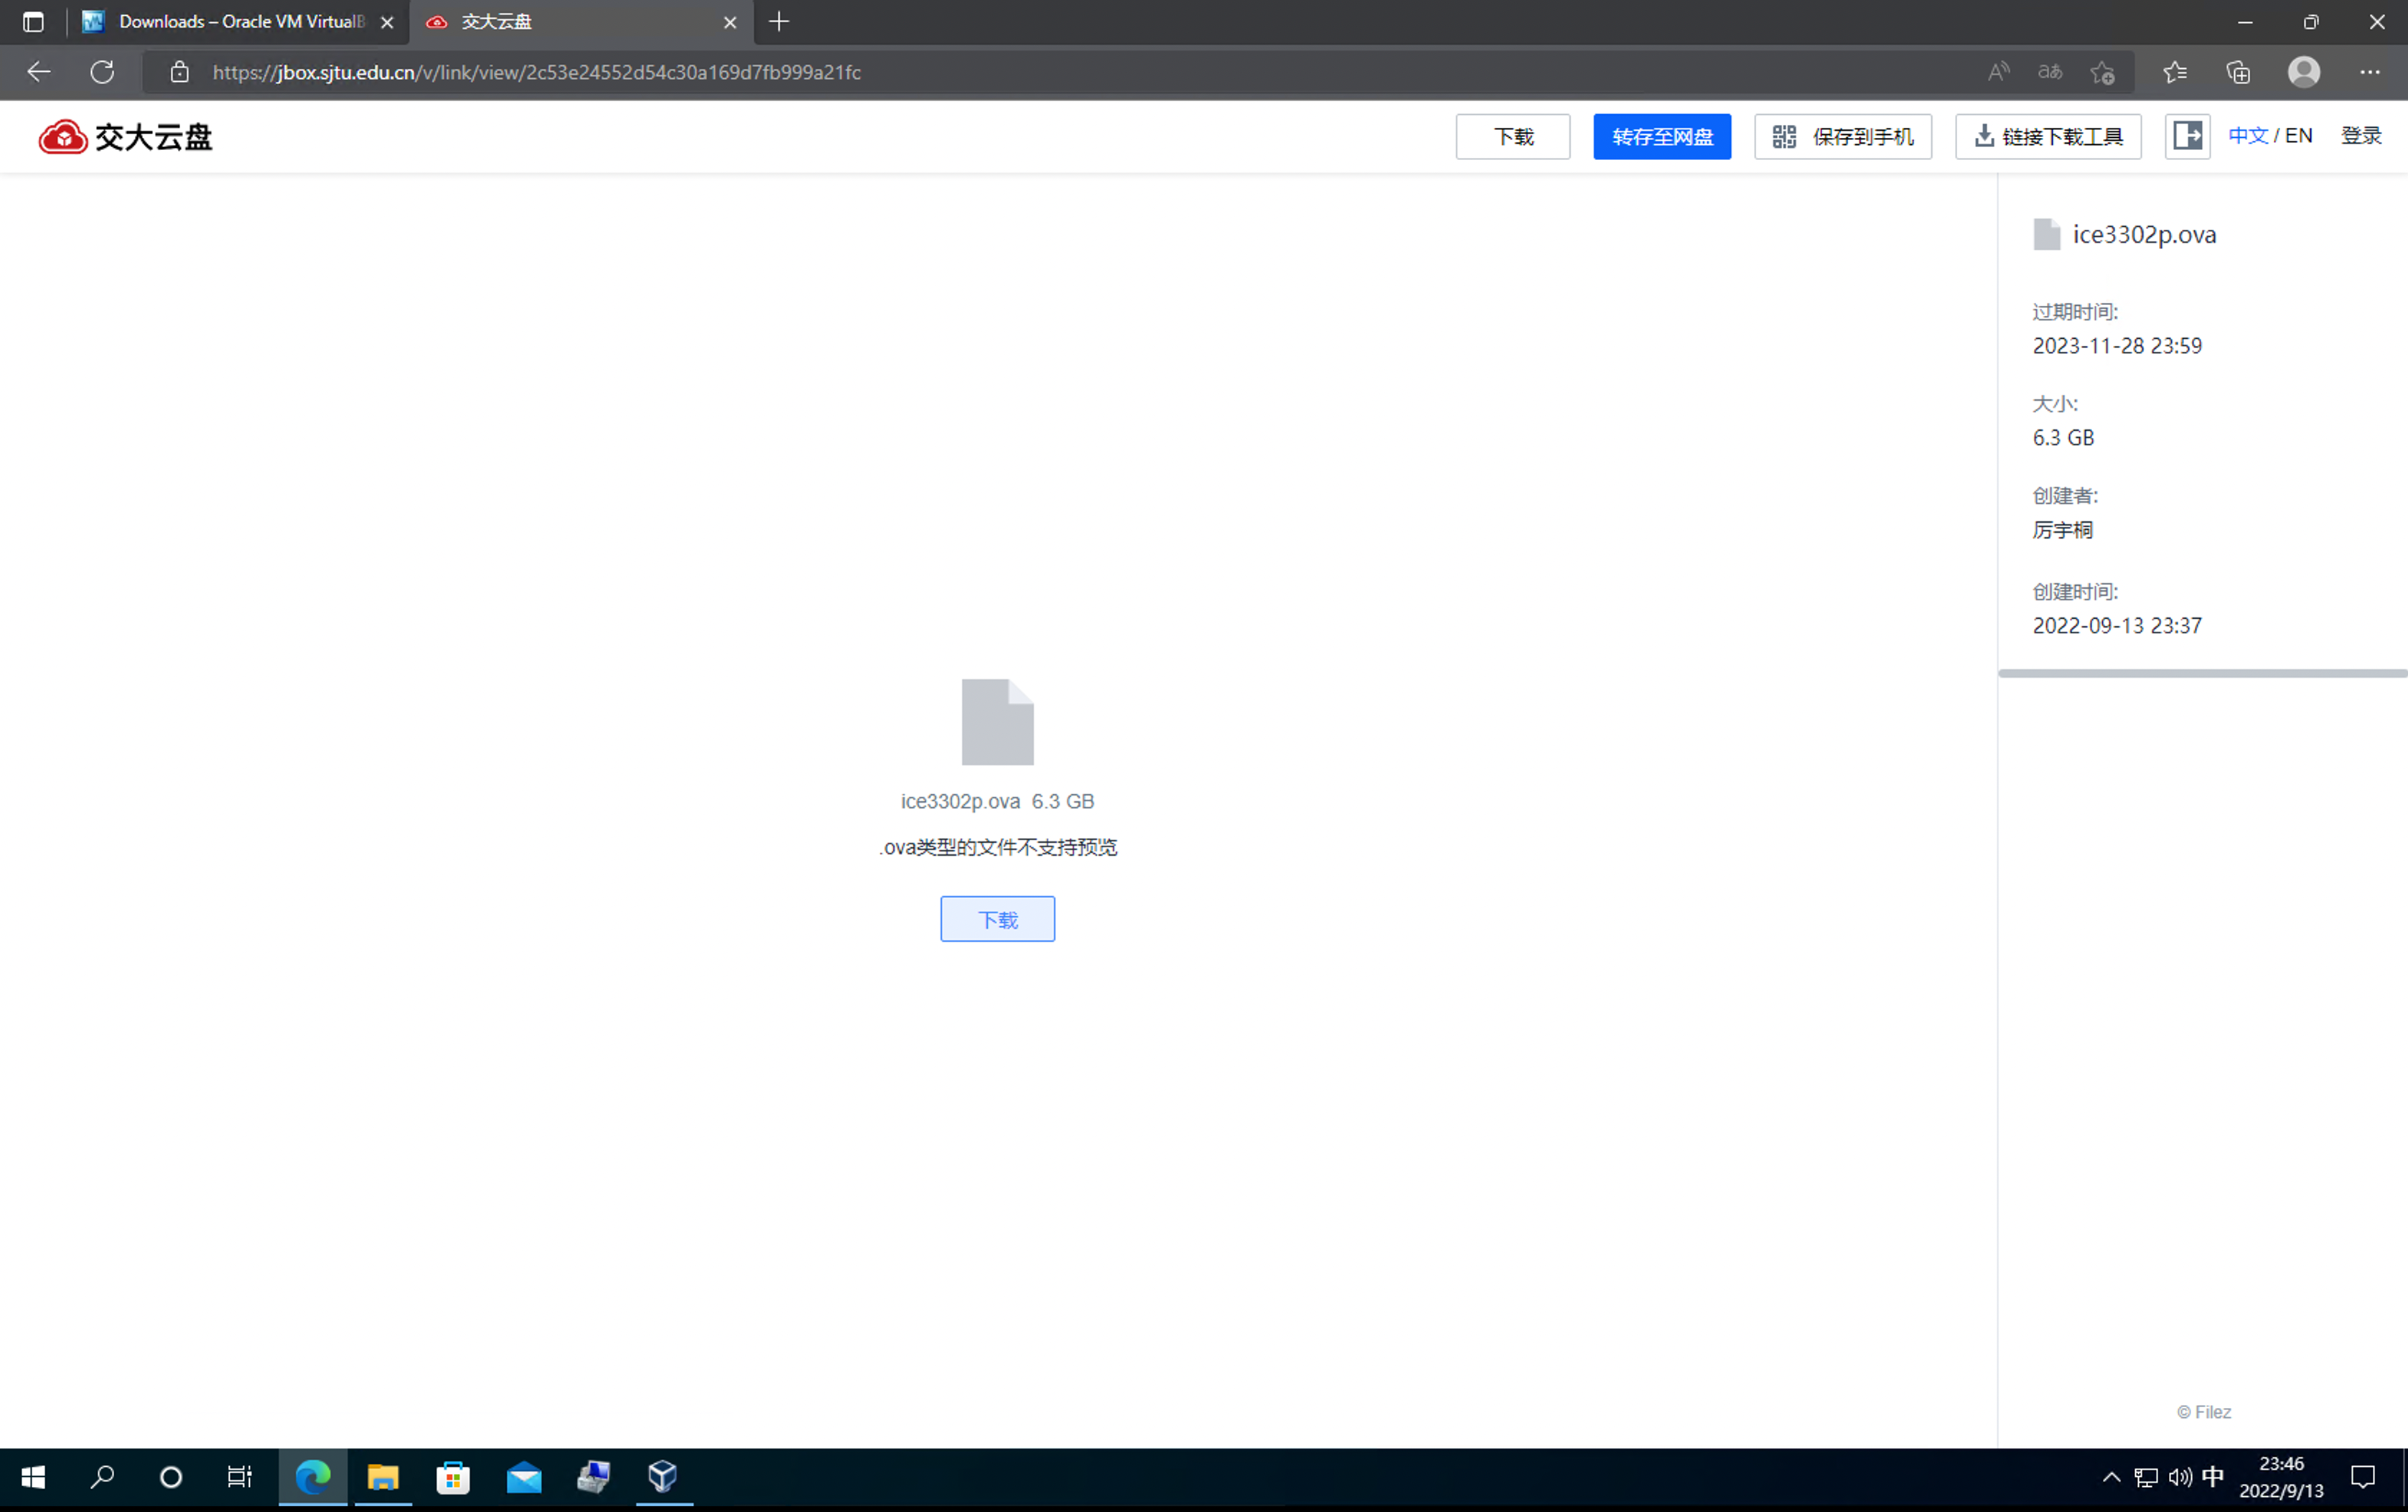 Downloads – Oracle VM VirtualB
交大云盘
https://jbox.sjtu.edu.cn/v/link/view/2c53e24552d54c30a169d7fb999a21fc
交大云盘
下载
转存至网盘
保存到手机
链接下载工具
中文 / EN
登录
ice3302p.ova
过期时间:
2023-11-28 23:59
大小:
6.3 GB
创建者:
厉宇桐
创建时间:
2022-09-13 23:37
ice3302p.ova 6.3 GB
.ova类型的文件不支持预览
下载
© Filez
中
23:46
2022/9/13